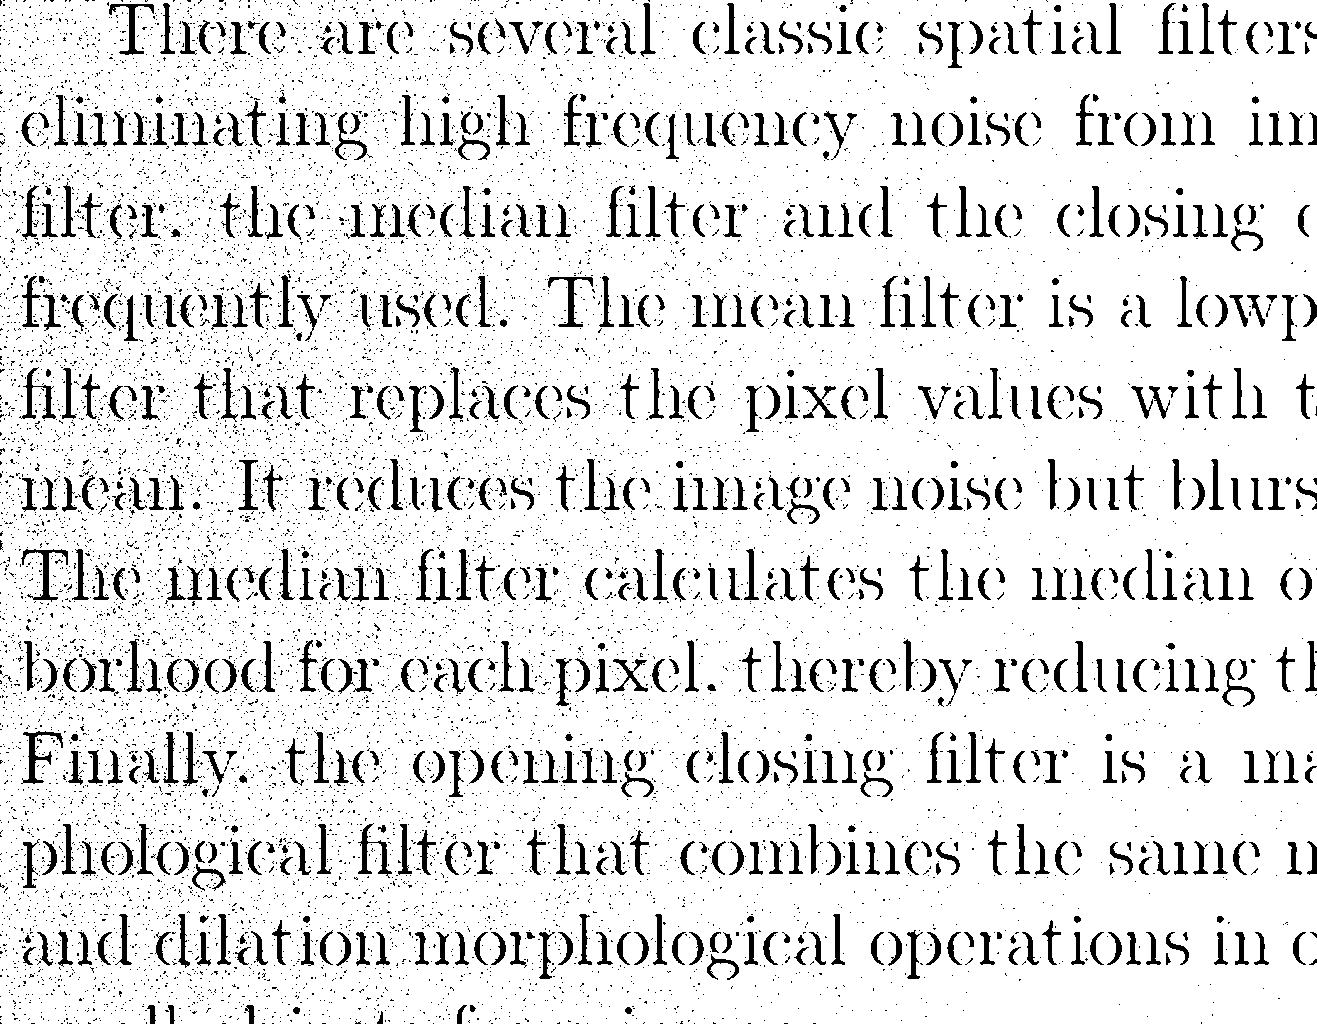 There are several classic spatial filters
eliminating high frequency noise from im
filter, the median filter and the closing o
frequently used. The mean filter is a lowp
filter that replaces the pixel values with t
mean. It reduces the image noise but blurs
The median filter calculates the median o
borhood for each pixel, thereby reducing th
Finally, the opening closing filter is a ma
phological filter that combines the same n
and dilation morphological operations in o